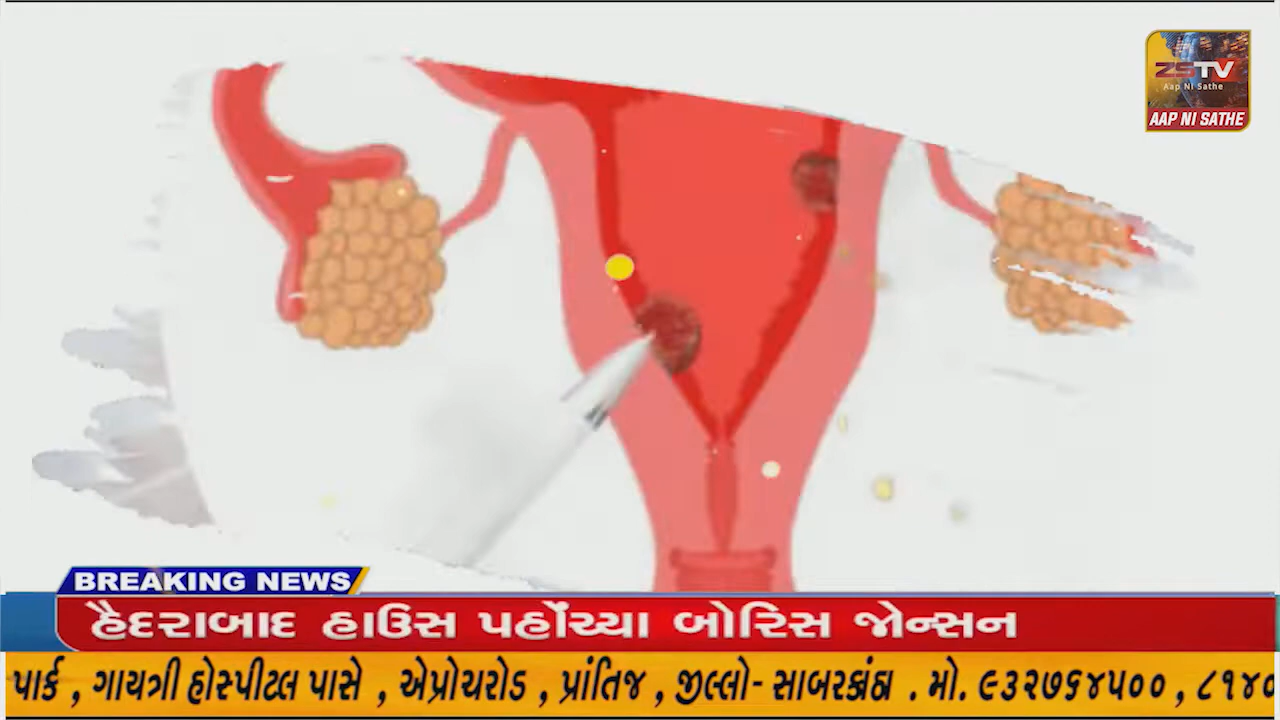 ZSTV
Aap Ni Sathe
AAP NI SATHE
BREAKING NEWS
હૈદરાબાદ હાઉસ પહોંચ્યા બોરિસ જોન્સન
પાર્ક , ગાયત્રી હોસ્પીટલ પાસે , એપ્રોચરોડ , પ્રાંતિજ , જીલ્લો- સાબરકાંઠા . મો. ૯૩૨૭૬૪૫૦૦ , ૮૧૪૦